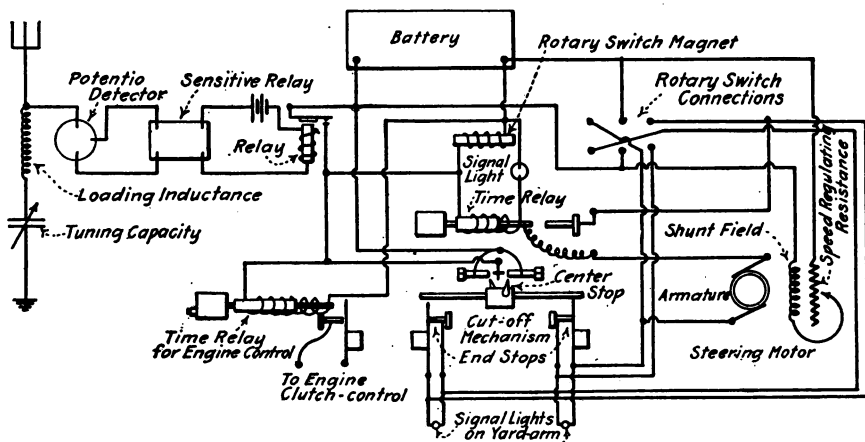 Battery
Rotary Switch Magnet
Potentio
Detector
Sensitive Relay
Rotary Switch
Connections
Relay
Signal
Light
Loading Inductance
Time Relay
Tuning Capacity
Shunt Field
Speed Regulating
Resistance
Center
Stop
Armature
Time Relay
for Engine Control
Cut-off
Mechanism
End Stops
Steering Motor
To Engine
Clutch-control
Signal Lights
on Yard-arm